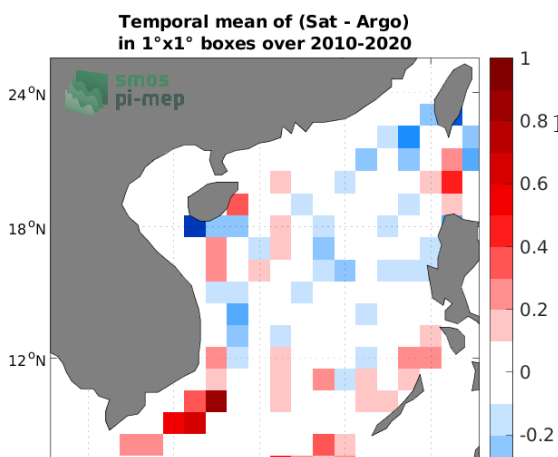 Temporal mean of (Sat - Argo)
in 1°x1° boxes over 2010-2020
smos
pi-mep
24°N
18°N
12°N
1
0.8
0.6
0.4
0.2
0
-0.2